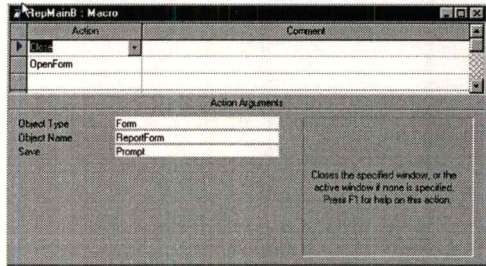 RepMainB : Macro
Action Comment
Close
OpenForm
Action Arguments
Object Type Form
Object Name ReportForm
Save Prompt
Closes the specified window, or the
active window if none is specified.
Press F1 for help on this action.